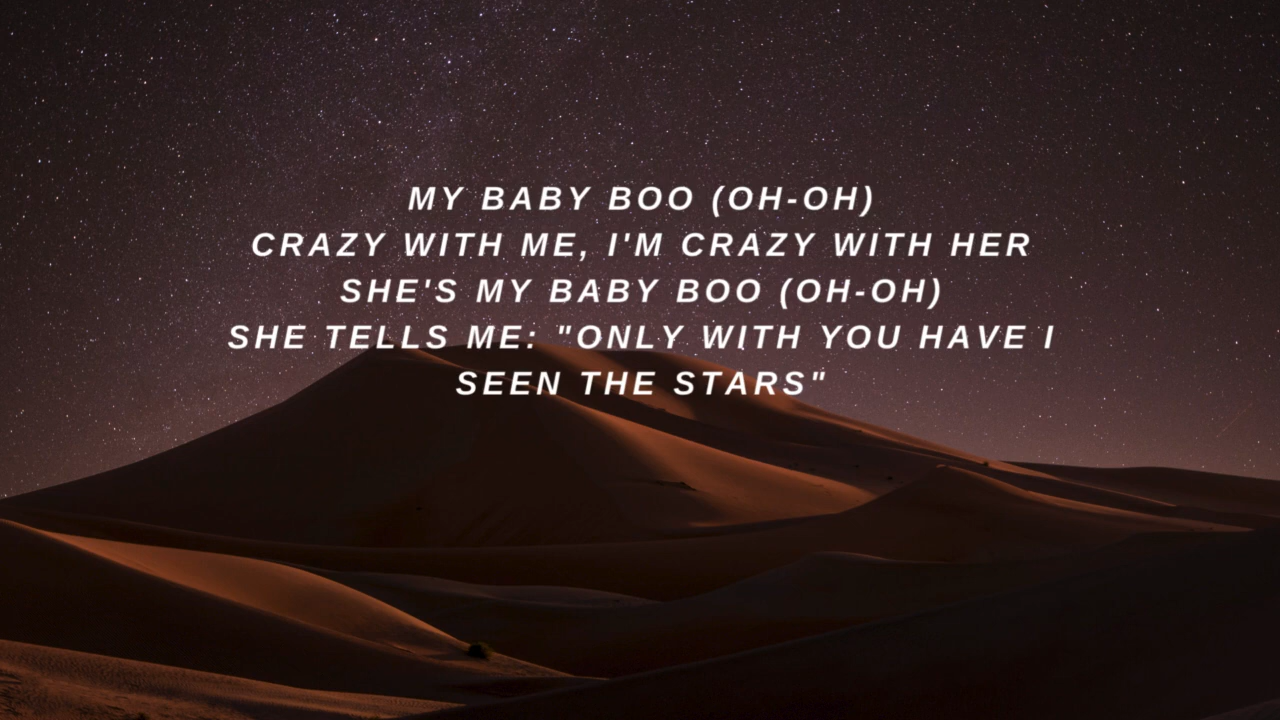 MY BABY BOO (OH-OH)
CRAZY WITH ME, I'M CRAZY WITH HER
SHE'S MY BABY BOO (OH-OH)
SHE TELLS ME: "ONLY WITH YOU HAVE I
SEEN THE STARS"